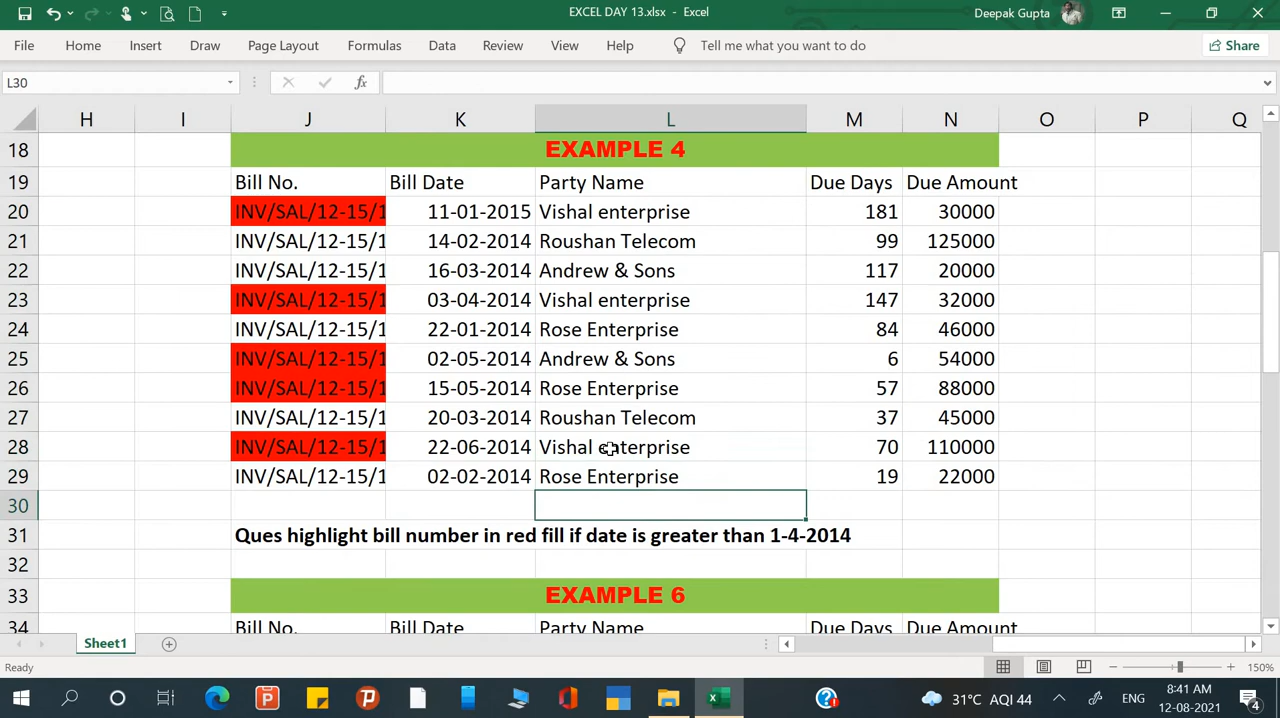 EXCEL DAY 13.xlsx - Excel
Deepak Gupta
File Home Insert Draw Page Layout Formulas Data Review View Help Tell me what you want to do Share
L30 fx
H I J K L M N O P Q
18 EXAMPLE 4
19 Bill No. Bill Date Party Name Due Days Due Amount
20 INV/SAL/12-15/1 11-01-2015 Vishal enterprise 181 30000
21 INV/SAL/12-15/1 14-02-2014 Roushan Telecom 99 125000
22 INV/SAL/12-15/1 16-03-2014 Andrew & Sons 117 20000
23 INV/SAL/12-15/1 03-04-2014 Vishal enterprise 147 32000
24 INV/SAL/12-15/1 22-01-2014 Rose Enterprise 84 46000
25 INV/SAL/12-15/1 02-05-2014 Andrew & Sons 6 54000
26 INV/SAL/12-15/1 15-05-2014 Rose Enterprise 57 88000
27 INV/SAL/12-15/1 20-03-2014 Roushan Telecom 37 45000
28 INV/SAL/12-15/1 22-06-2014 Vishal enterprise 70 110000
29 INV/SAL/12-15/1 02-02-2014 Rose Enterprise 19 22000
30
31 Ques highlight bill number in red fill if date is greater than 1-4-2014
32
33 EXAMPLE 6
34 Bill No. Bill Date Party Name Due Days Due Amount
Sheet1
Ready 150%
31°C AQI 44 ENG 8:41 AM
12-08-2021 4